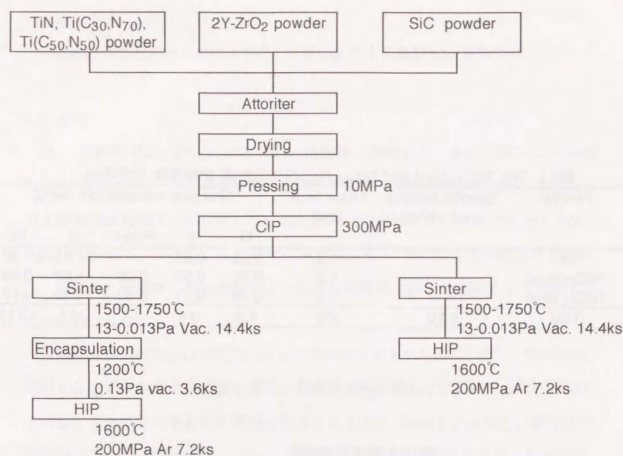 TiN, Ti(C30,N70),
Ti(C50,N50) powder
2Y-ZrO2 powder
SiC powder
Attoriter
Drying
Pressing 10MPa
CIP 300MPa
Sinter
1500-1750℃
13-0.013Pa Vac. 14.4ks
Encapsulation
1200℃
0.13Pa vac. 3.6ks
HIP
1600℃
200MPa Ar 7.2ks
Sinter
1500-1750℃
13-0.013Pa Vac. 14.4ks
HIP
1600℃
200MPa Ar 7.2ks